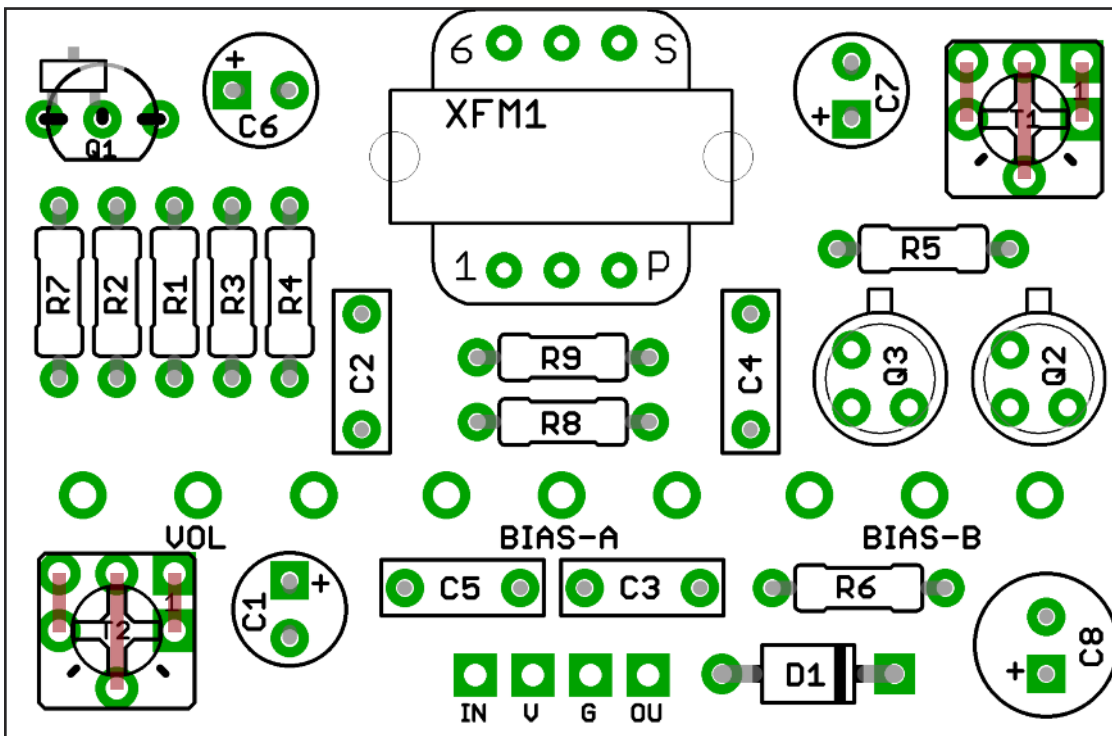 6 S
XFM1
+ C6
C7 +
1
T1
Q1
R7 R2 R1 R3 R4
1 P
R5
C2
R9
R8
C4
Q3
Q2
VOL BIAS-A BIAS-B
1
T2
C1 +
C5 C3
R6
C8 +
D1
IN V G OU